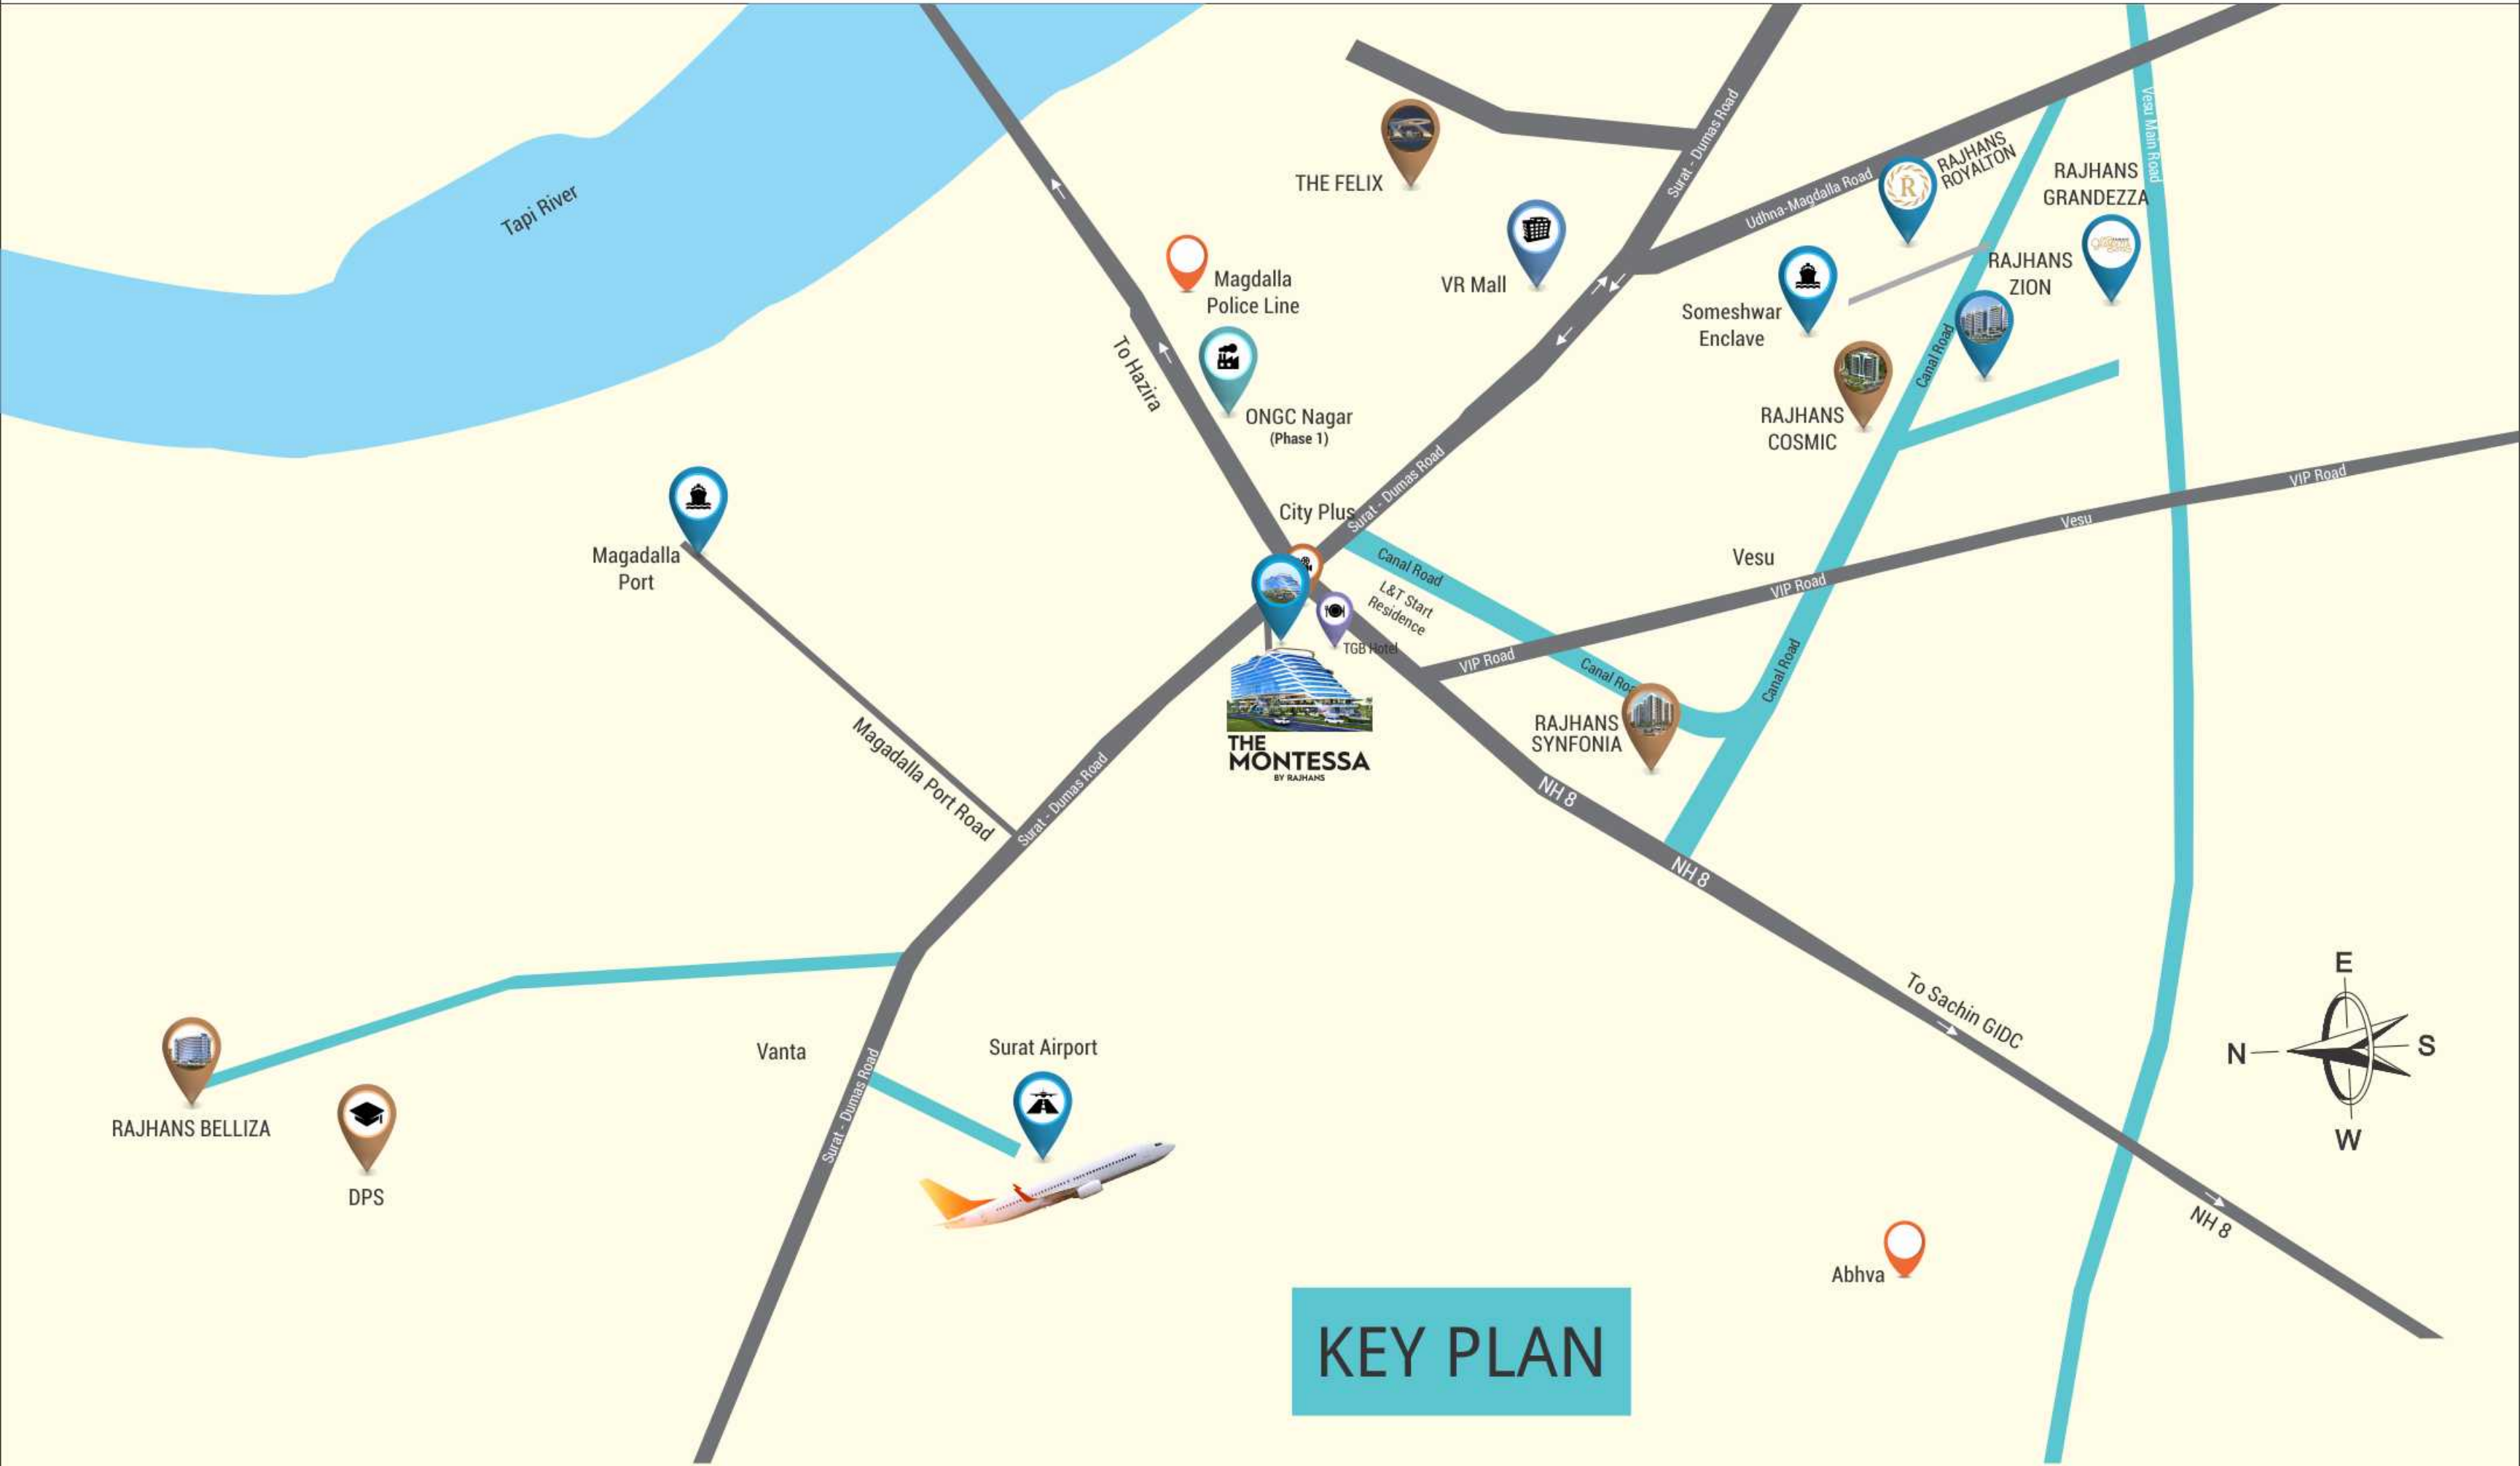 Tapi River
To Hazira
Magdalla
Police Line
ONGC Nagar
(Phase 1)
THE FELIX
VR Mall
Surat - Dumas Road
Udhna-Magdalla Road
RAJHANS
ROYALTON
RAJHANS
GRANDEZZA
Vesu Main Road
Someshwar
Enclave
RAJHANS
ZION
Canal Road
RAJHANS
COSMIC
VIP Road
Vesu
Vesu
VIP Road
City Plus
Surat - Dumas Road
Canal Road
L&T Start
Residence
TGB Hotel
VIP Road
Canal Roa
Canal Road
RAJHANS
SYNFONIA
Magadalla
Port
Magadalla Port Road
THE
MONTESSA
BY RAJHANS
Surat - Dumas Road
NH 8
NH 8
To Sachin GIDC
NH 8
E
N
S
W
Vanta
Surat Airport
Surat - Dumas Road
RAJHANS BELLIZA
DPS
Abhva
KEY PLAN